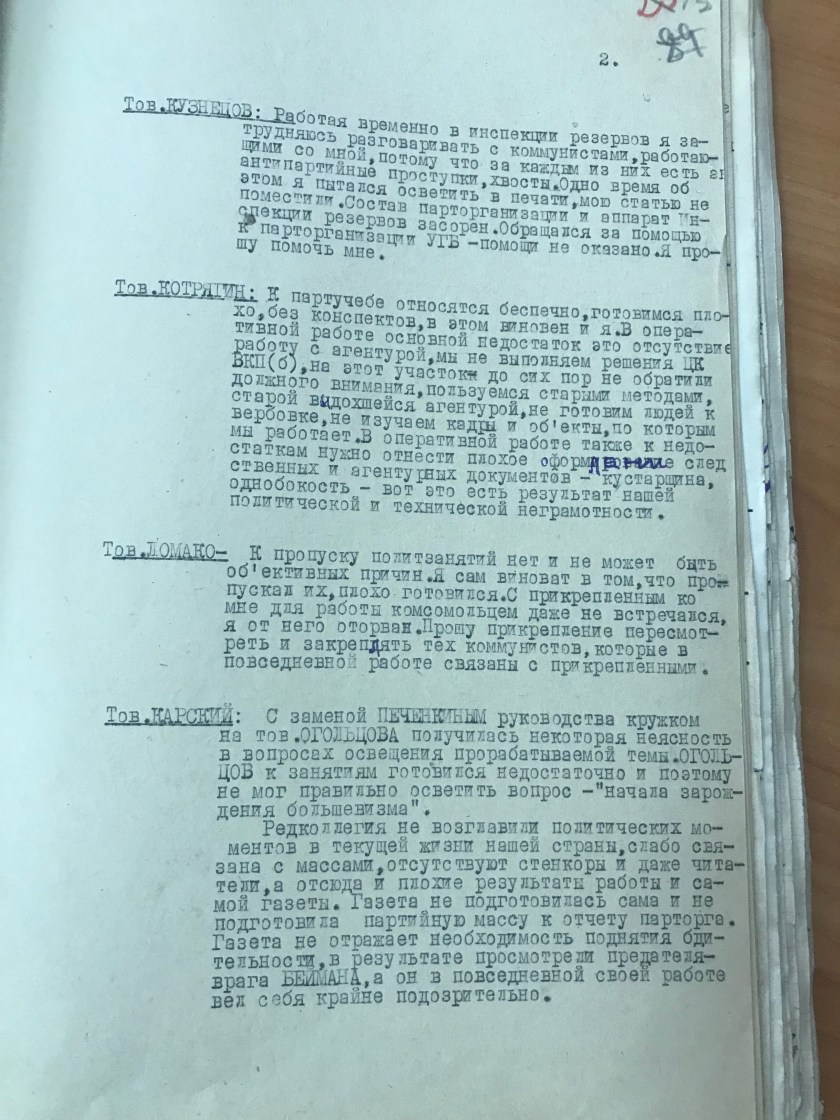 2.
Тов.КУЗНЕЦОВ: Работая временно в инспекции резервов я за-
трудняюсь разговаривать с коммунистами,работаю-
щими со мной,потому что за каждым из них есть
антипартийные проступки,хвосты.Одно время об
этом я пытался осветить в печати,мою статью не
поместили.Состав парторганизации и аппарат Ин-
спекции резервов засорен.Обращался за помощью
к парторганизации УГБ -помощи не оказано.Я про-
шу помочь мне.
Тов.КОТРЯГИН: К партучебе относятся беспечно,готовимся пло-
хо,без конспектов,в этом виновен и я.В опера-
тивной работе основной недостаток это отсутствие
работу с агентурой,мы не выполняем решения ЦК
ВКП(б),на этот участок до сих пор не обратили
должного внимания,пользуемся старыми методами,
старой выдохшейся агентурой,не готовим людей к
вербовке,не изучаем кадры и об'екты,по которым
мы работает.В оперативной работе также к недо-
статкам нужно отнести плохое след
ственных и агентурных документов - кустарщина,
однобокость - вот это есть результат нашей
политической и технической неграмотности.
Тов.ЛОМАКО- К пропуску политзанятий нет и не может быть
об'ективных причин.Я сам виноват в том,что про-
пускал их,плохо готовился.С прикрепленным ко
мне для работы комсомольцем даже не встречался,
я от него оторван.Прошу прикрепление пересмот-
реть и закреплять тех коммунистов,которые в
повседневной работе связаны с прикрепленными.
Тов.КАРСКИЙ: С заменой ПЕЧЕНКИНЫМ руководства кружком
на тов.ОГОЛЬЦОВА получилась некоторая неясность
в вопросах освещения прорабатываемой темы.ОГОЛЬ-
ЦОВ к занятиям готовился недостаточно и поэтому
не мог правильно осветить вопрос -"Начала зарож-
дения большевизма".
Редколлегия не возглавили политических мо-
ментов в текущей жизни нашей страны,слабо свя-
зана с массами,отсутствуют стенкоры и даже чита-
тели,а отсюда и плохие результаты работы и са-
мой газеты. Газета не подготовилась сама и не
подготовила партийную массу к отчету парторга.
Газета не отражает необходимость поднятия бди-
тельности,в результате просмотрели предателя-
врага БЕЙМАНА,а он в повседневной своей работе
вел себя крайне подозрительно.